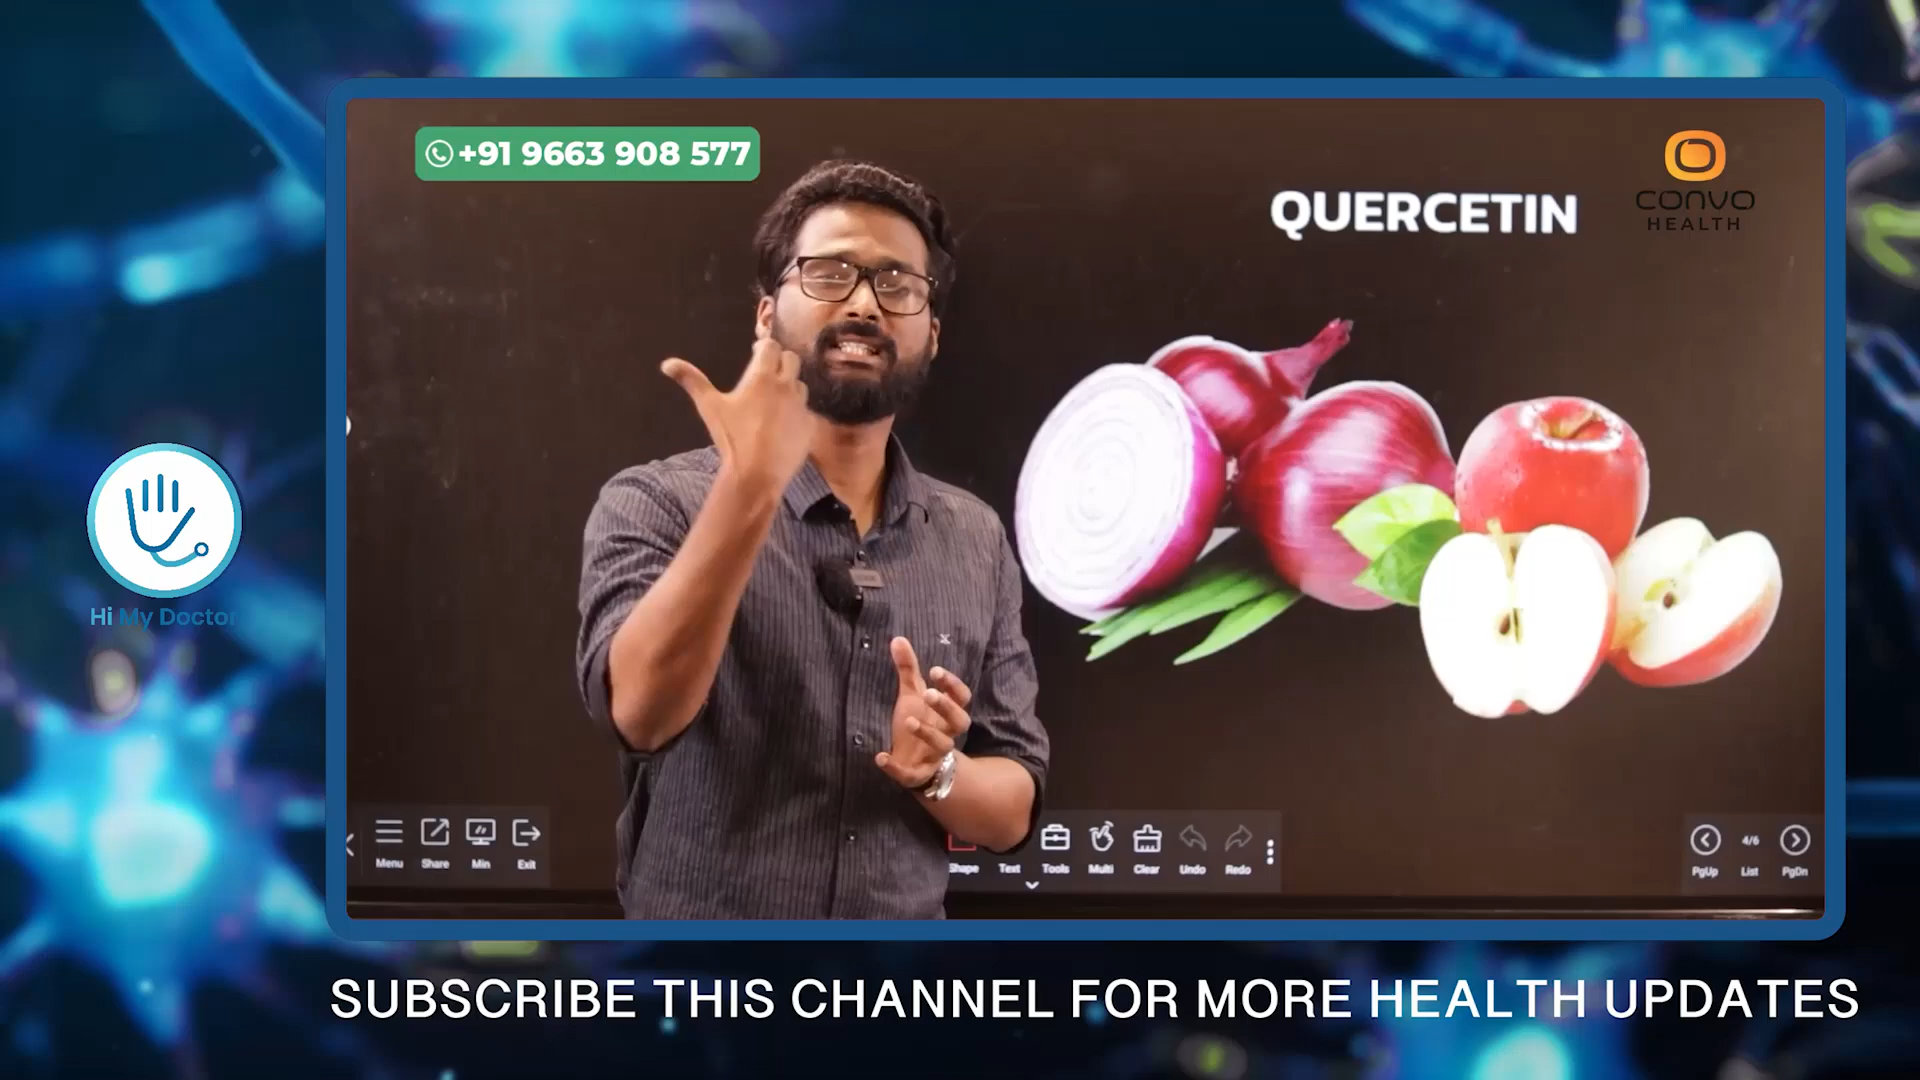 +91 9663 908 577
QUERCETIN
CONVO
HEALTH
Hi My Doctor
Menu Share Min Exit
Shape Text Tools Multi Clear Undo Redo
4/6
PgUp List PgDn
SUBSCRIBE THIS CHANNEL FOR MORE HEALTH UPDATES